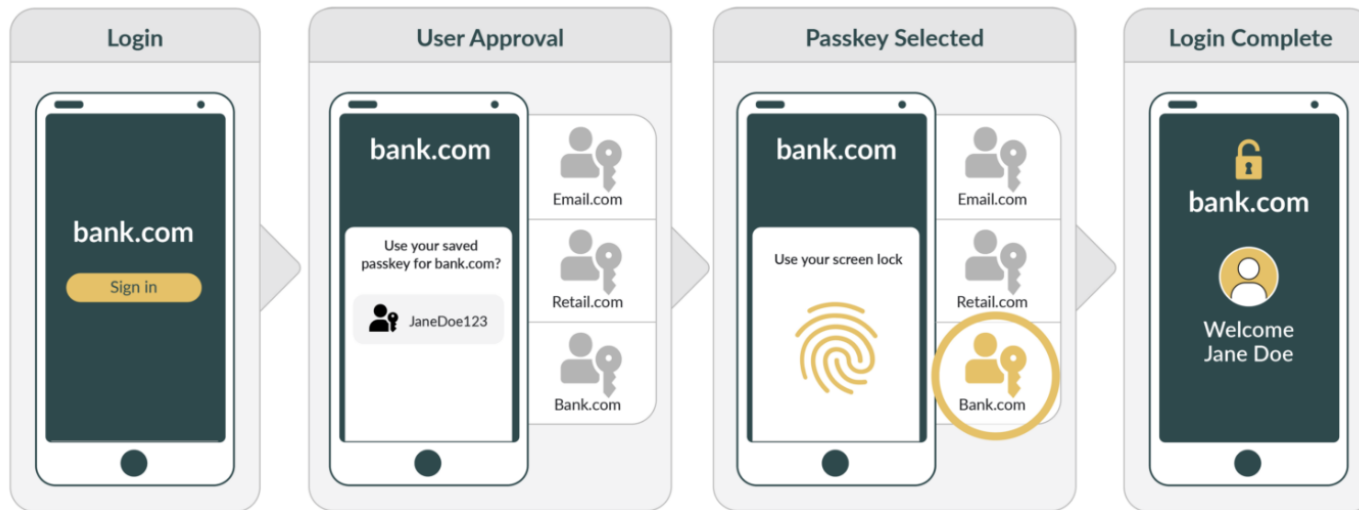 Login
bank.com
Sign in
User Approval
bank.com
Use your saved
passkey for bank.com?
JaneDoe123
Email.com
Retail.com
Bank.com
Passkey Selected
bank.com
Use your screen lock
Email.com
Retail.com
Bank.com
Login Complete
bank.com
Welcome
Jane Doe